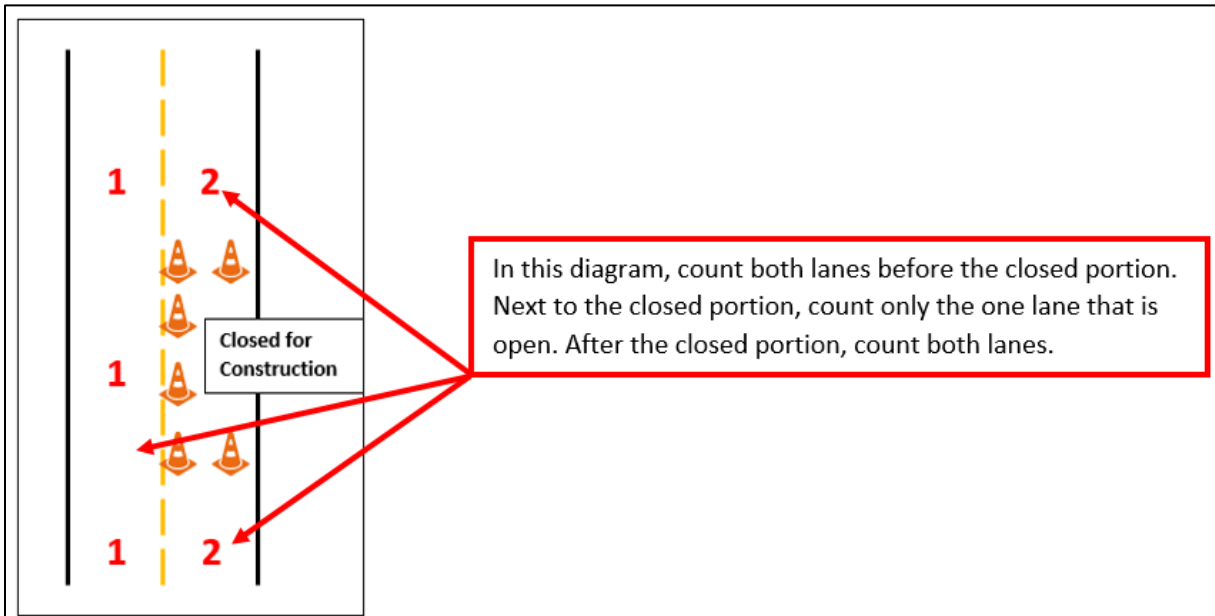 1 2
In this diagram, count both lanes before the closed portion.
Next to the closed portion, count only the one lane that is
open. After the closed portion, count both lanes.
Closed for
Construction
1
1 2